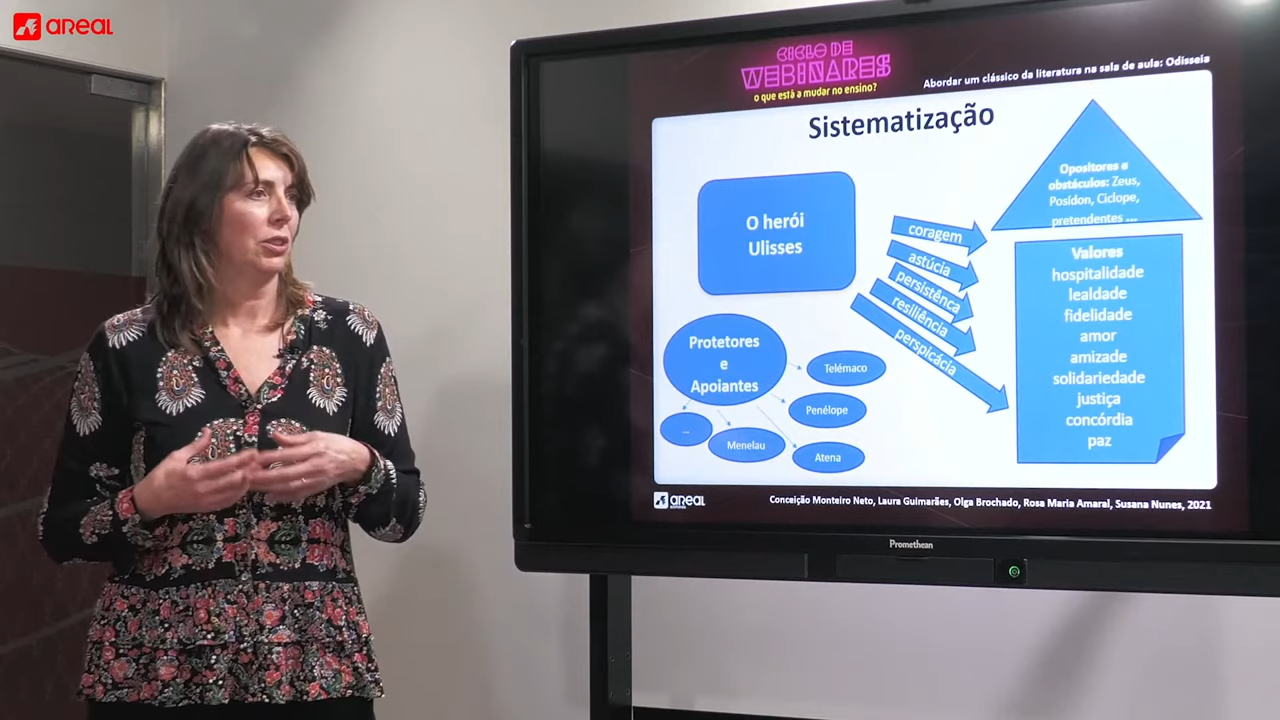 aREaL
CICLO DE
WEBINARES
o que está a mudar no ensino?
Abordar um clássico da literatura na sala de aula: Odisseia
Sistematização
O herói
Ulisses
coragem
astúcia
persistênca
resiliência
perspicácia
Opositores e
obstáculos: Zeus,
Posídon, Ciclope,
pretendentes ...
Valores
hospitalidade
lealdade
fidelidade
amor
amizade
solidariedade
justiça
concórdia
paz
Protetores
e
Apoiantes
Telémaco
Penélope
Atena
Menelau
...
aREaL
EDITORES
Conceição Monteiro Neto, Laura Guimarães, Olga Brochado, Rosa Maria Amaral, Susana Nunes, 2021
Promethean